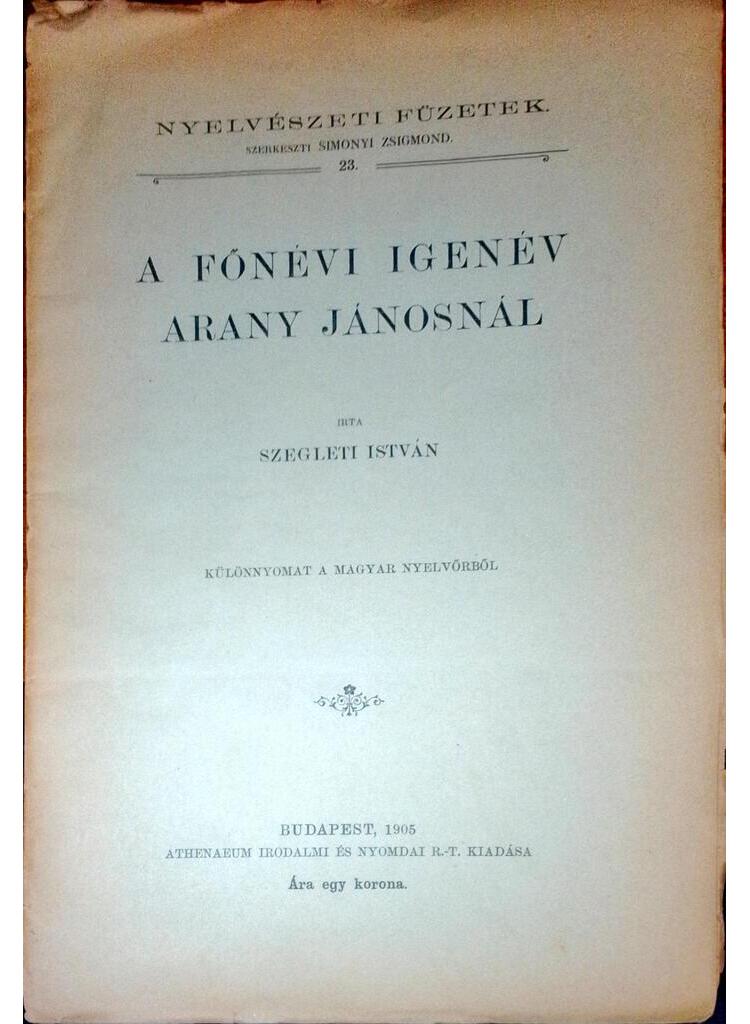 NYELVÉSZETI FÜZETEK.
SZERKESZTI SIMONYI ZSIGMOND.
23.
A FŐNÉVI IGENÉV
ARANY JÁNOSNÁL
IRTA
SZEGLETI ISTVÁN
KÜLÖNNYOMAT A MAGYAR NYELVŐRBŐL
BUDAPEST, 1905
ATHENAEUM IRODALMI ÉS NYOMDAI R.-T. KIADÁSA
Ára egy korona.